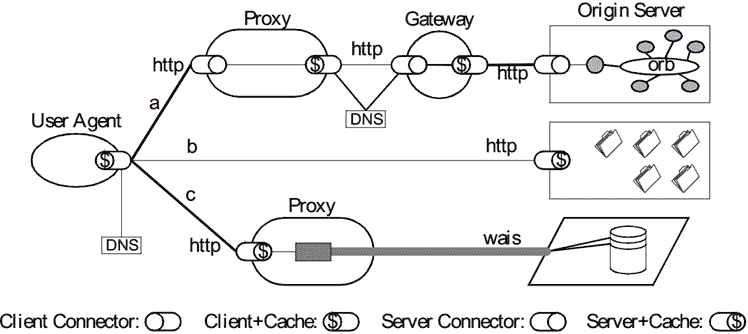 Proxy
Gateway
Origin Server
http
$
http
$
http
orb
a
DNS
User Agent
$
b
http
$
c
DNS
Proxy
http
$
wais
Client Connector:
Client+Cache: $
Server Connector:
Server+Cache: $